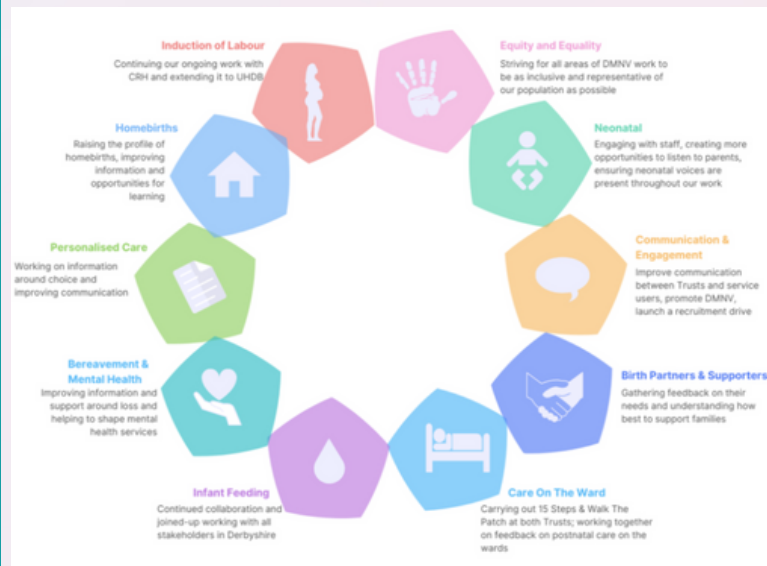 Induction of Labour
Continuing our ongoing work with
CRH and extending it to UHDB
Equity and Equality
Striving for all areas of DMNV work to
be as inclusive and representative of
our population as possible
Homebirths
Raising the profile of
homebirths, improving
information and
opportunities for
learning
Neonatal
Engaging with staff, creating more
opportunities to listen to parents,
ensuring neonatal voices are
present throughout our work
Personalised Care
Working on information
around choice and
improving communication
Communication &
Engagement
Improve communication
between Trusts and service
users, promote DMNV,
launch a recruitment drive
Bereavement &
Mental Health
Improving information and
support around loss and
helping to shape mental
health services
Birth Partners & Supporters
Gathering feedback on their
needs and understanding how
best to support families
Infant Feeding
Continued collaboration and
joined-up working with all
stakeholders in Derbyshire
Care On The Ward
Carrying out 15 Steps & Walk The
Patch at both Trusts; working together
on feedback on postnatal care on the
wards